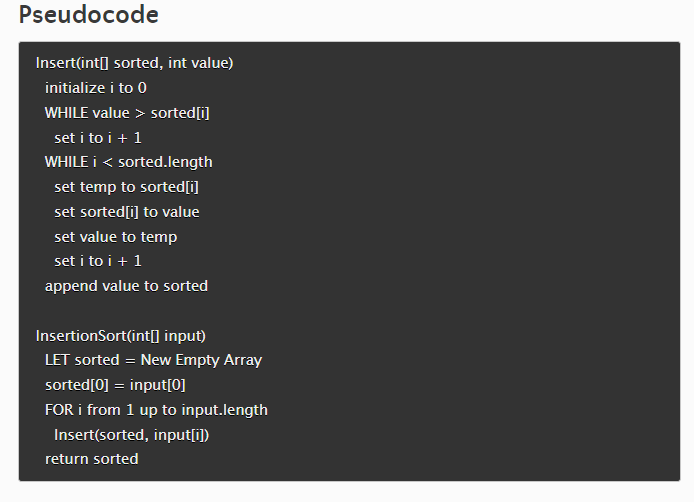 Pseudocode
Insert(int[] sorted, int value)
initialize i to 0
WHILE value > sorted[i]
set i to i + 1
WHILE i < sorted.length
set temp to sorted[i]
set sorted[i] to value
set value to temp
set i to i + 1
append value to sorted
InsertionSort(int[] input)
LET sorted = New Empty Array
sorted[0] = input[0]
FOR i from 1 up to input.length
Insert(sorted, input[i])
return sorted